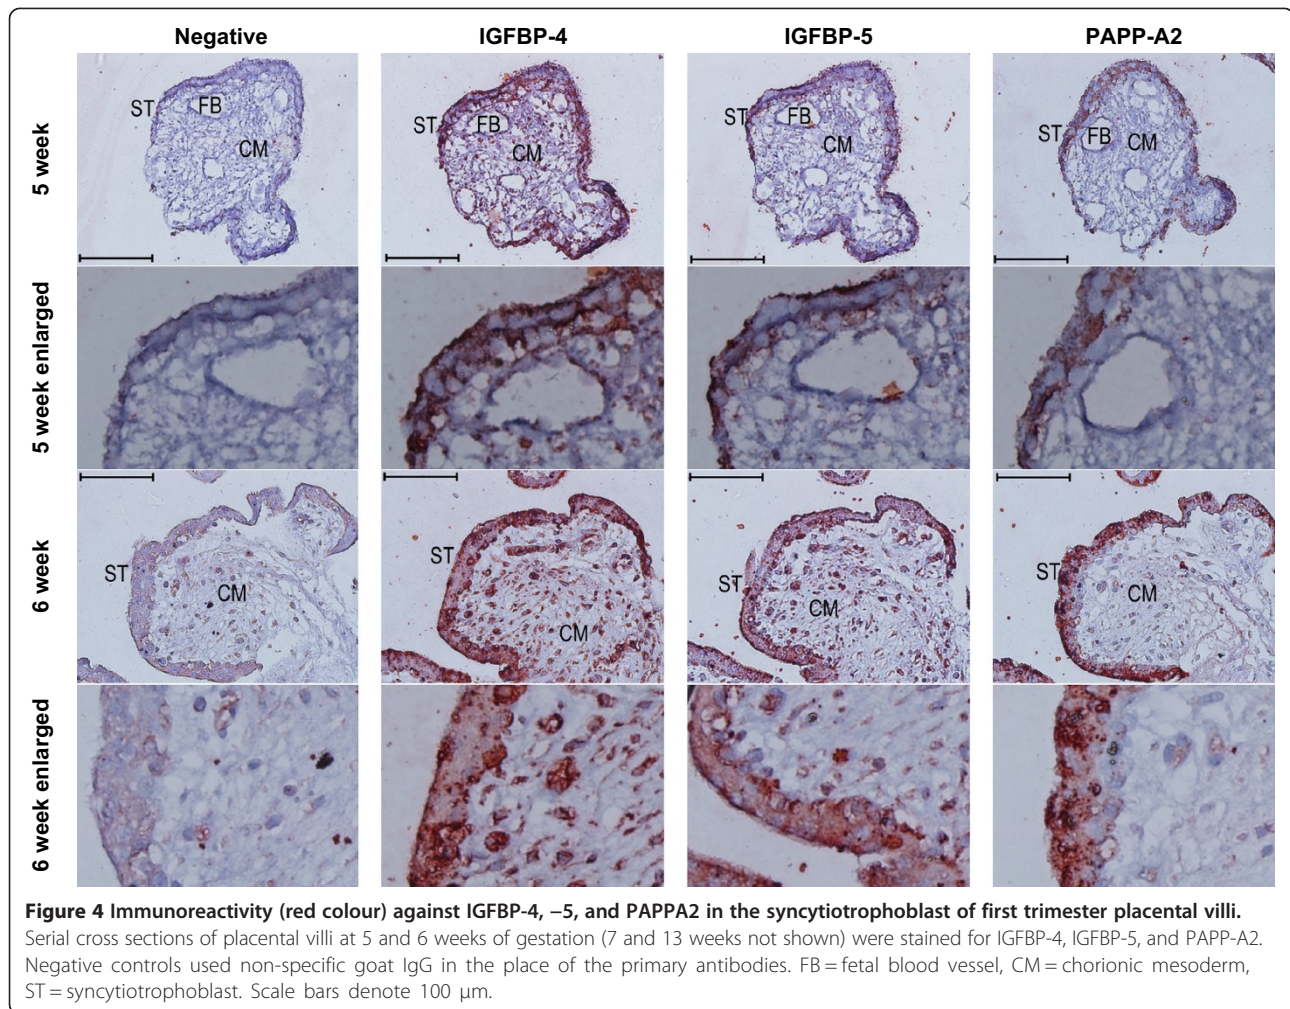 Negative IGFBP-4 IGFBP-5 PAPP-A2
5 week
ST FB CM ST FB CM ST FB CM ST FB CM
5 week enlarged
6 week
ST CM ST CM ST CM ST CM
6 week enlarged
Figure 4 Immunoreactivity (red colour) against IGFBP-4, −5, and PAPPA2 in the syncytiotrophoblast of first trimester placental villi.
Serial cross sections of placental villi at 5 and 6 weeks of gestation (7 and 13 weeks not shown) were stained for IGFBP-4, IGFBP-5, and PAPP-A2.
Negative controls used non-specific goat IgG in the place of the primary antibodies. FB = fetal blood vessel, CM = chorionic mesoderm,
ST = syncytiotrophoblast. Scale bars denote 100 μm.